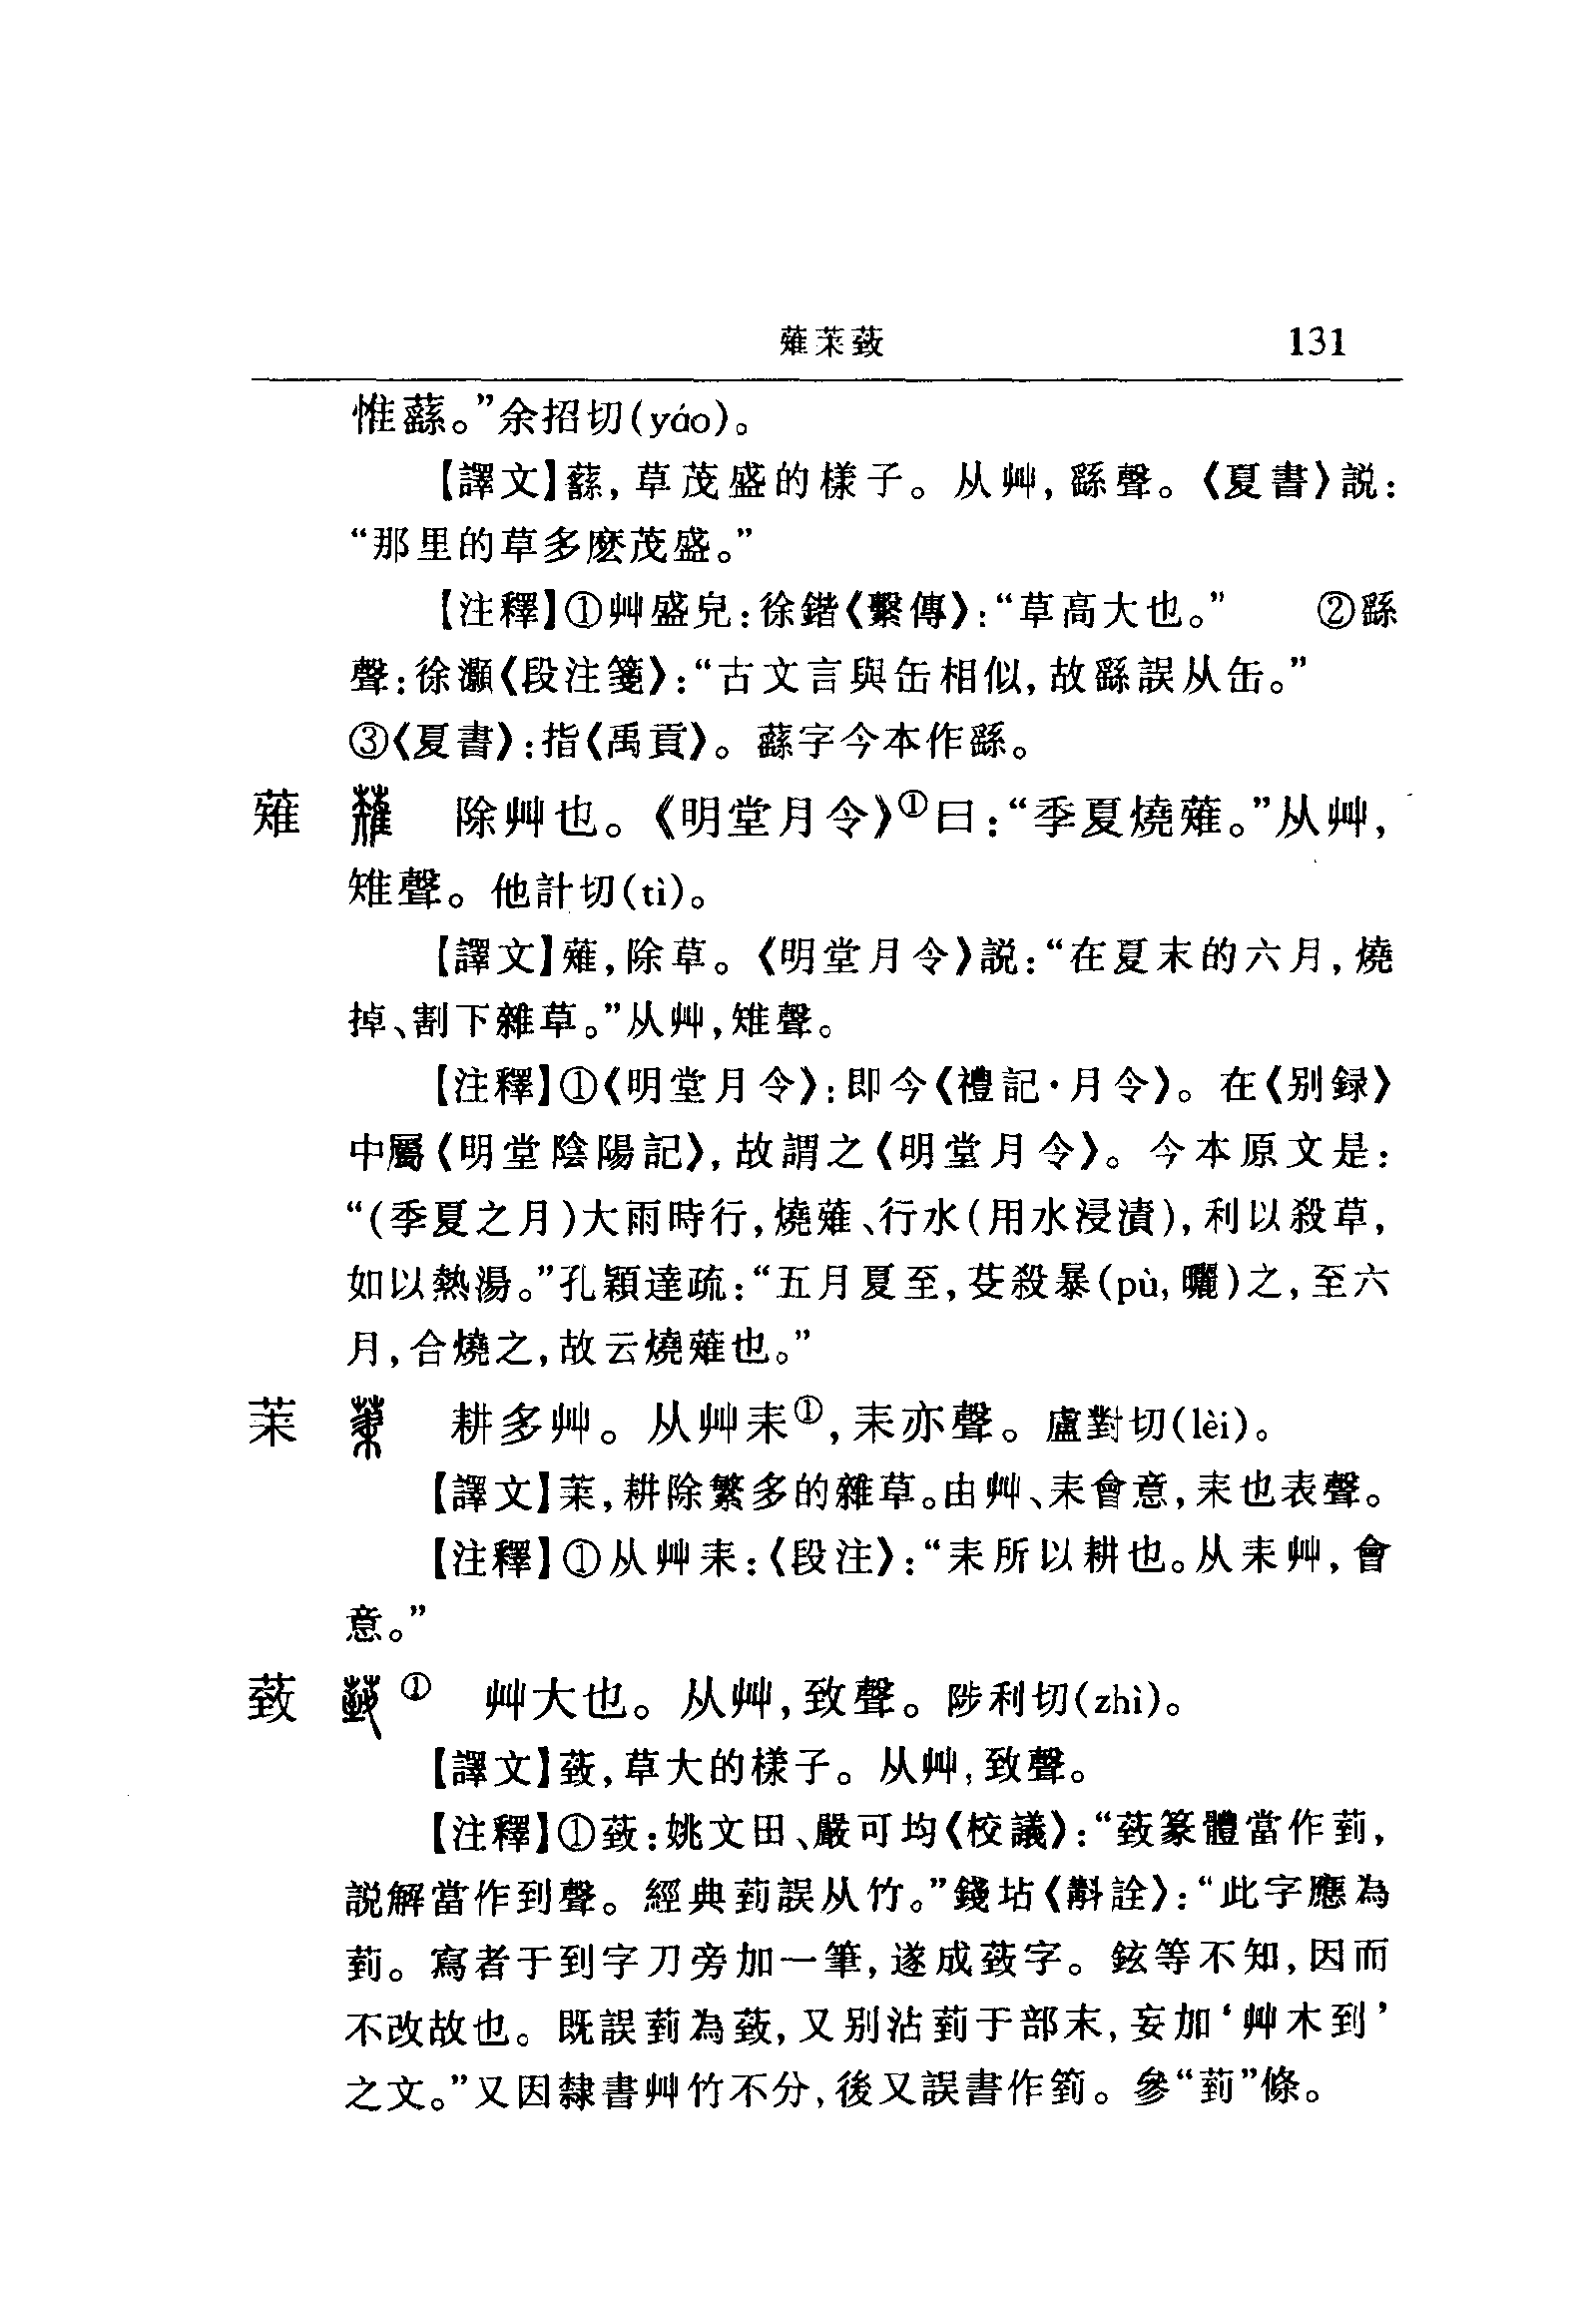 薙茦蔹 131
惟蘨。”余招切(yáo)。
【譯文】蘨,草茂盛的樣子。从艸,䌛聲。《夏書》説:
“那里的草多麽茂盛。”
【注釋】①艸盛皃:徐鍇《繫傳》:“草高大也。” ②䌛
聲:徐灝《段注箋》:“古文言與缶相似,故䌛誤从缶。”
③《夏書》:指《禹貢》。蘨字今本作䌛。
薙 除艸也。《明堂月令》①曰:“季夏燒薙。”从艸,
雉聲。他計切(tì)。
【譯文】薙,除草。《明堂月令》説:“在夏末的六月,燒
掉、割下雜草。”从艸,雉聲。
【注釋】①《明堂月令》:即今《禮記·月令》。在《别録》
中屬《明堂陰陽記》,故謂之《明堂月令》。今本原文是:
“(季夏之月)大雨時行,燒薙、行水(用水浸漬),利以殺草,
如以熱湯。”孔穎達疏:“五月夏至,芟殺暴(pù,曬)之,至六
月,合燒之,故云燒薙也。”
莱 耕多艸。从艸耒①,耒亦聲。盧對切(lèi)。
【譯文】䒹,耕除繁多的雜草。由艸、耒會意,耒也表聲。
【注釋】①从艸耒:《段注》:“耒所以耕也。从耒艸,會
意。”
䓌 ① 艸大也。从艸,致聲。陟利切(zhì)。
【譯文】䓌,草大的樣子。从艸,致聲。
【注釋】①䓌:姚文田、嚴可均《校議》:“䓌篆體當作菿,
説解當作到聲。經典菿誤从竹。”錢坫《斠詮》:“此字應為
菿。寫者于到字刀旁加一筆,遂成䓌字。鉉等不知,因而
不改故也。既誤菿為䓌,又别沾菿于部末,妄加‘艸木到’
之文。”又因隸書艸竹不分,後又誤書作箌。參“菿”條。